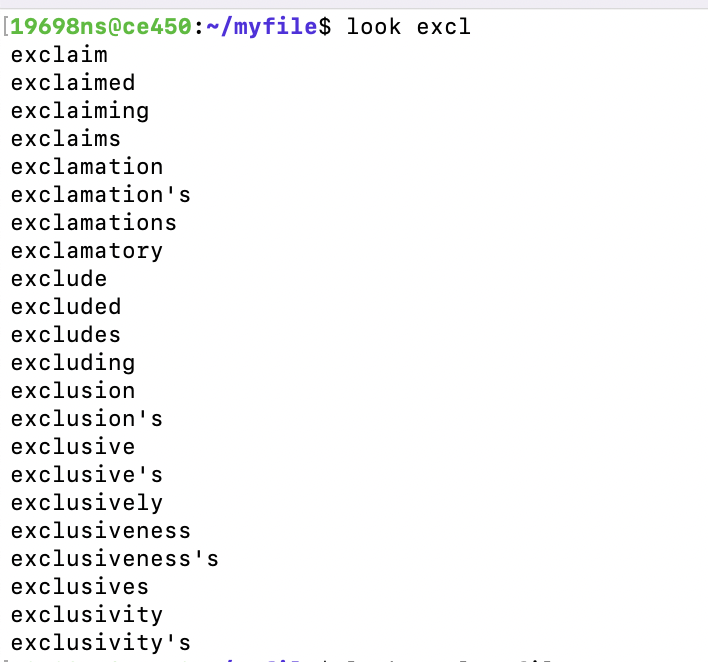 [19698ns@ce450:~/myfile$ look excl
exclaim
exclaimed
exclaiming
exclaims
exclamation
exclamation's
exclamations
exclamatory
exclude
excluded
excludes
excluding
exclusion
exclusion's
exclusive
exclusive's
exclusively
exclusiveness
exclusiveness's
exclusives
exclusivity
exclusivity's